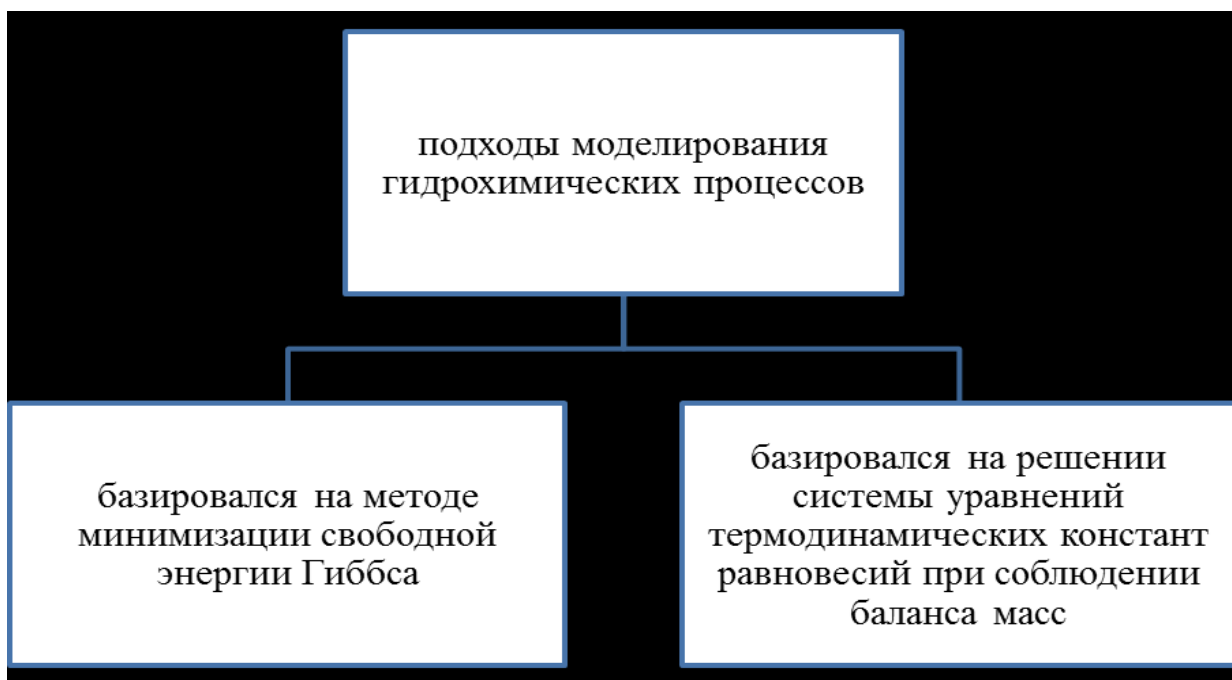 подходы моделирования
гидрохимических процессов
базировался на методе
минимизации свободной
энергии Гиббса
базировался на решении
системы уравнений
термодинамических констант
равновесий при соблюдении
баланса масс